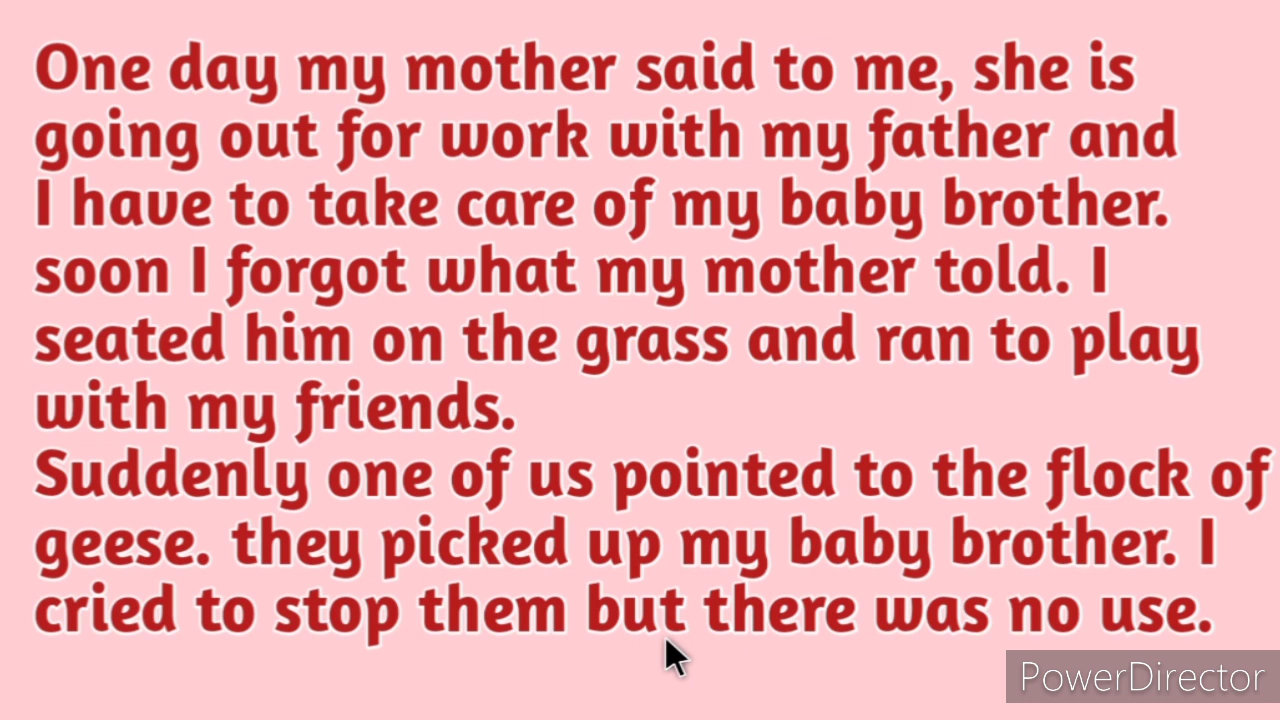 One day my mother said to me, she is
going out for work with my father and
I have to take care of my baby brother.
soon I forgot what my mother told. I
seated him on the grass and ran to play
with my friends.
Suddenly one of us pointed to the flock of
geese. they picked up my baby brother. I
cried to stop them but there was no use.
PowerDirector